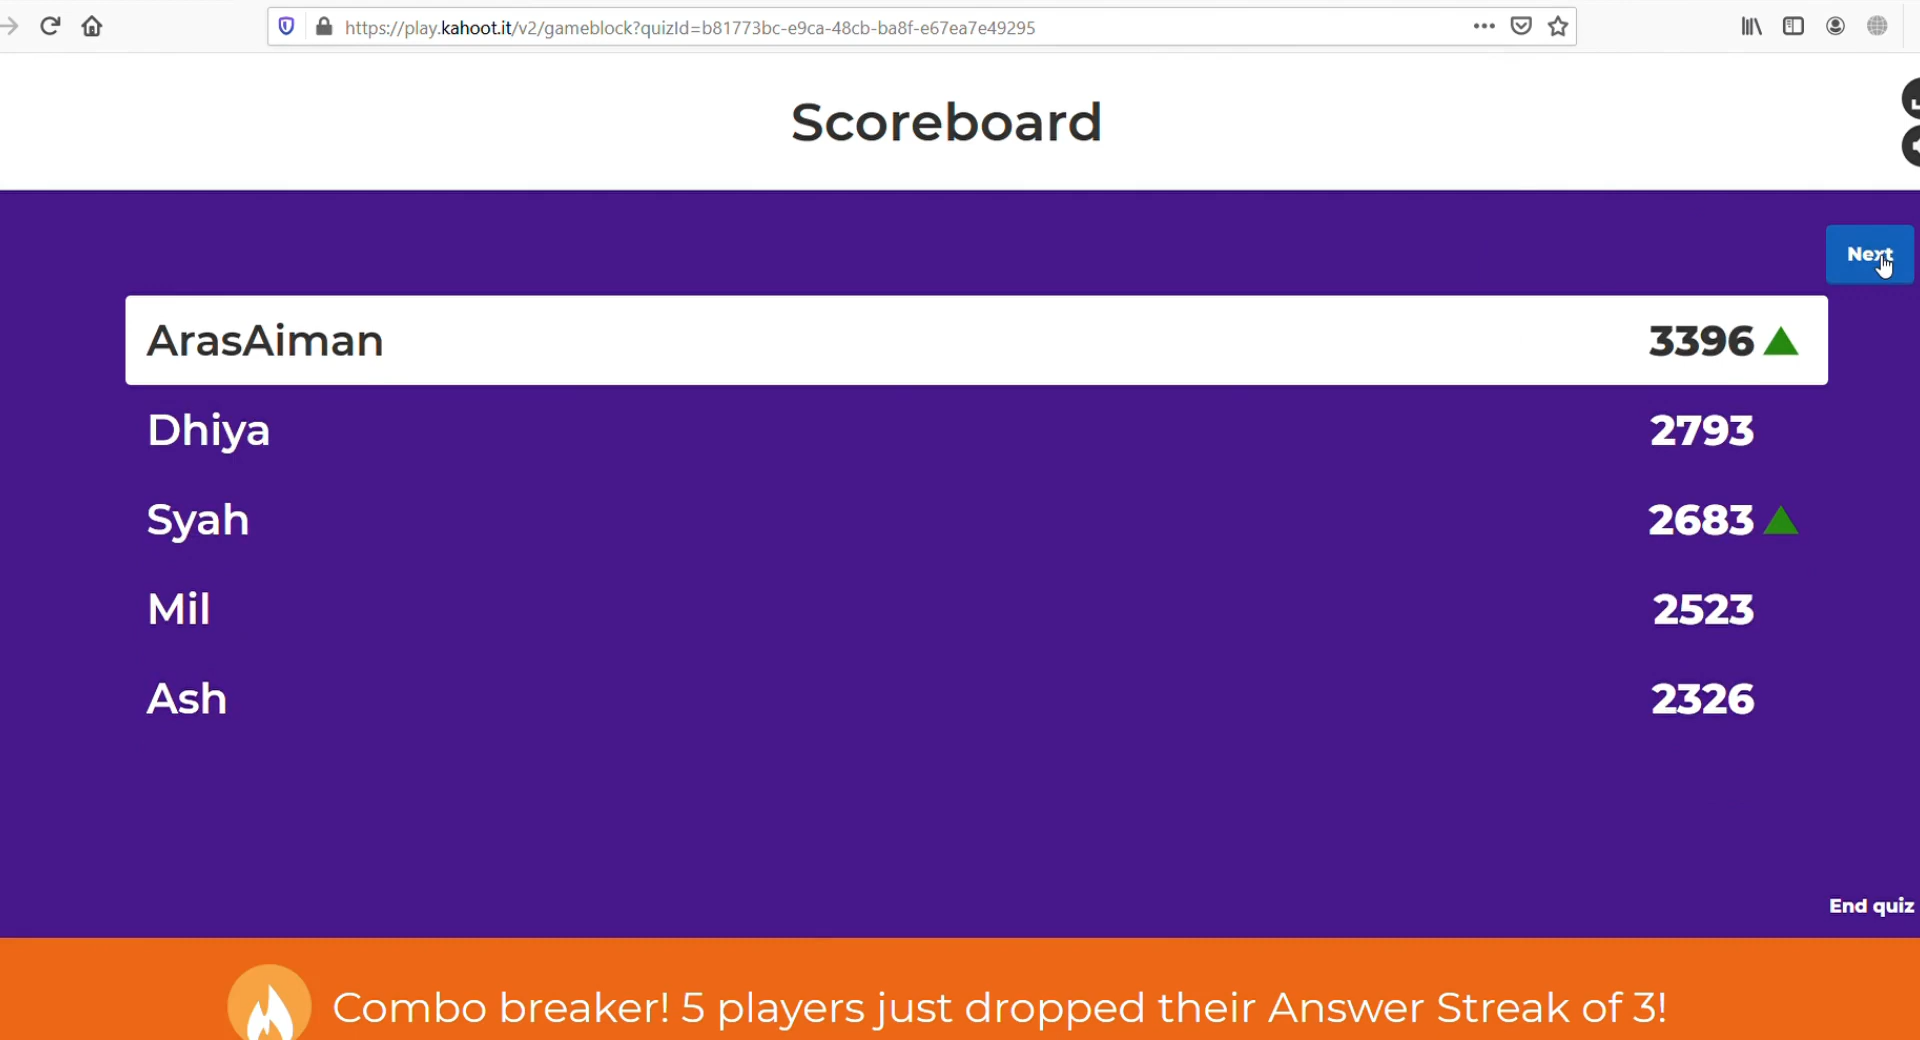 https://play.kahoot.it/v2/gameblock?quizId=b81773bc-e9ca-48cb-ba8f-e67ea7e49295
Scoreboard
Next
ArasAiman 3396
Dhiya 2793
Syah 2683
Mil 2523
Ash 2326
End quiz
Combo breaker! 5 players just dropped their Answer Streak of 3!